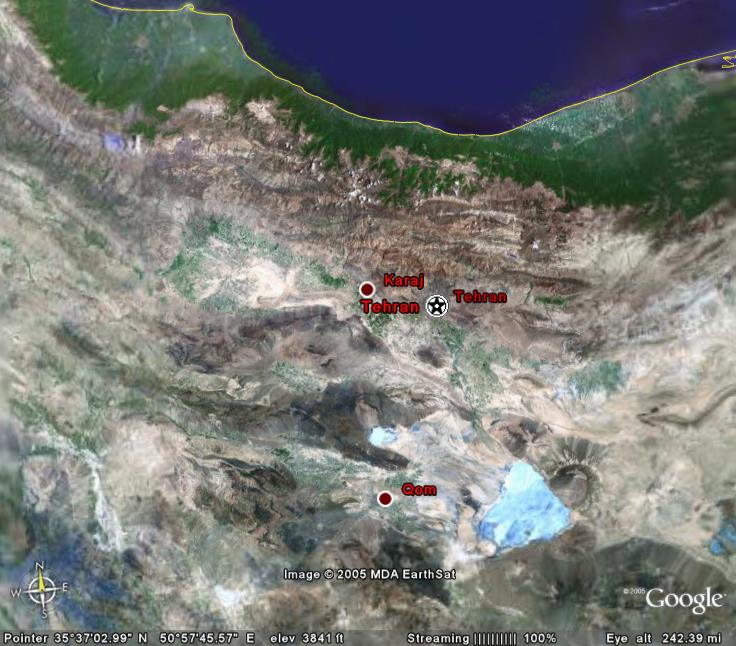 Karaj
Tehran Tehran
Qom
Image © 2005 MDA EarthSat
N
W E
S
©2005 Google
Pointer 35°37'02.99" N 50°57'45.57" E elev 3841 ft Streaming |||||||||| 100% Eye alt 242.39 mi